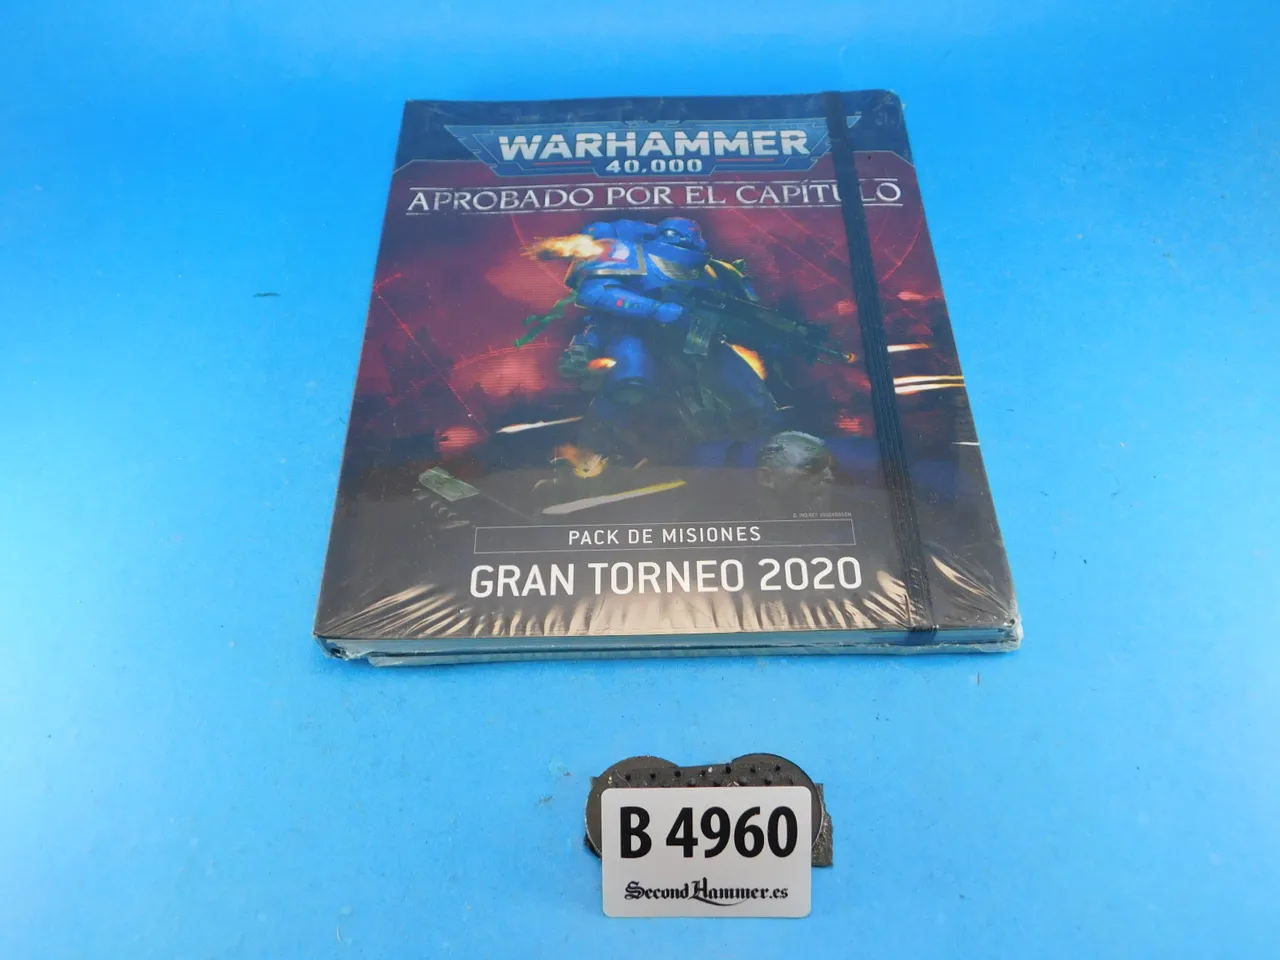 WARHAMMER
40,000
APROBADO POR EL CAPÍTULO
PACK DE MISIONES
GRAN TORNEO 2020
B 4960
SecondHammer.es